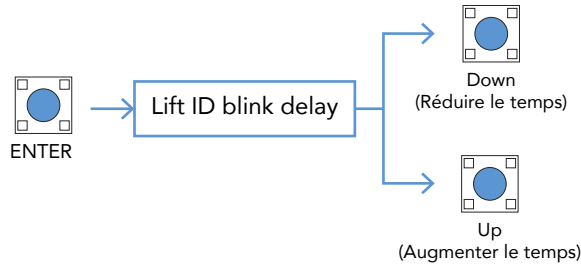 ENTER
Lift ID blink delay
Down
(Réduire le temps)
Up
(Augmenter le temps)